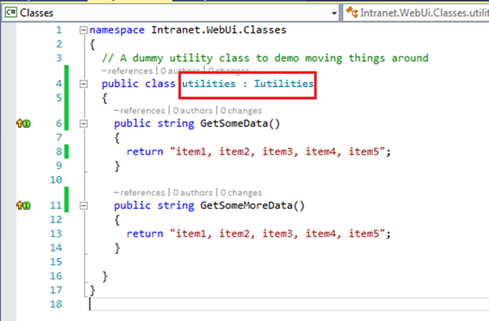 C# Classes
Intranet.WebUi.Classes.utili
1 namespace Intranet.WebUi.Classes
2 {
3 // A dummy utility class to demo moving things around
– references | 0 authors | 0 changes
4 public class utilities : Iutilities
5 {
– references | 0 authors | 0 changes
6 public string GetSomeData()
7 {
8 return "item1, item2, item3, item4, item5";
9 }
10
– references | 0 authors | 0 changes
11 public string GetSomeMoreData()
12 {
13 return "item1, item2, item3, item4, item5";
14 }
15
16 }
17 }
18